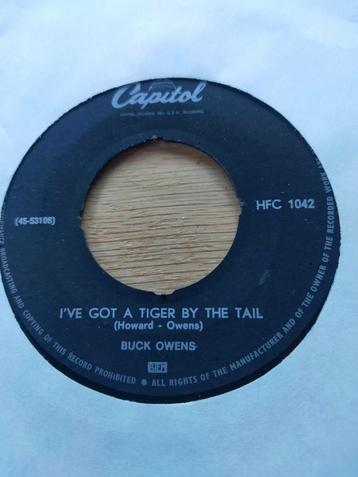 Capitol
(45-53108)
HFC 1042
I'VE GOT A TIGER BY THE TAIL
(Howard - Owens)
BUCK OWENS
BIEM
BROADCASTING AND COPYING OF THIS RECORD PROHIBITED ● ALL RIGHTS OF THE MANUFACTURER AND OF THE OWNER OF THE RECORDED WORK